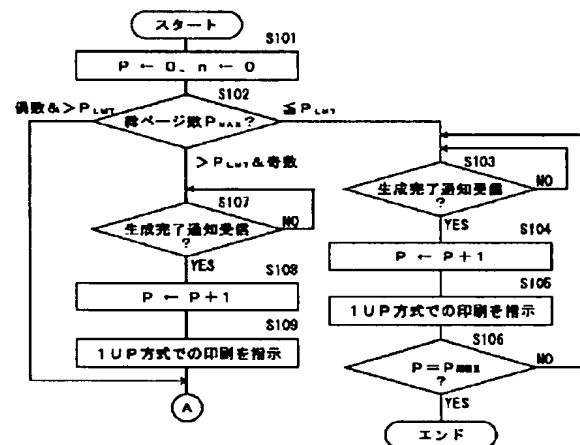 スタート
S101
P ← 0、n ← 0
S102
偶数&>PLMT
総ページ数PMAX?
≦PLMT
>PLMT&奇数
S103
生成完了通知受信
?
NO
YES
S107
生成完了通知受信
?
NO
YES
S104
P ← P+1
S108
P ← P+1
S105
1UP方式での印刷を指示
S109
1UP方式での印刷を指示
S106
P=Pmax
?
NO
YES
A
エンド